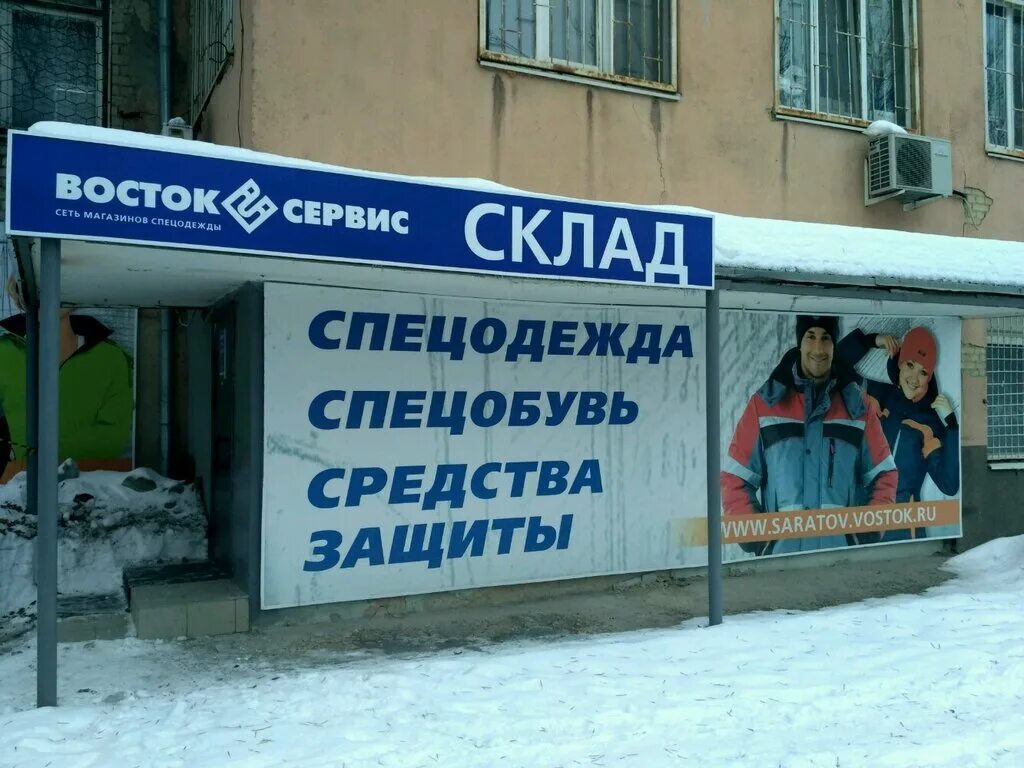 ВОСТОК СЕРВИС
СЕТЬ МАГАЗИНОВ СПЕЦОДЕЖДЫ
СКЛАД
СПЕЦОДЕЖДА
СПЕЦОБУВЬ
СРЕДСТВА
ЗАЩИТЫ
WWW.SARATOV.VOSTOK.RU